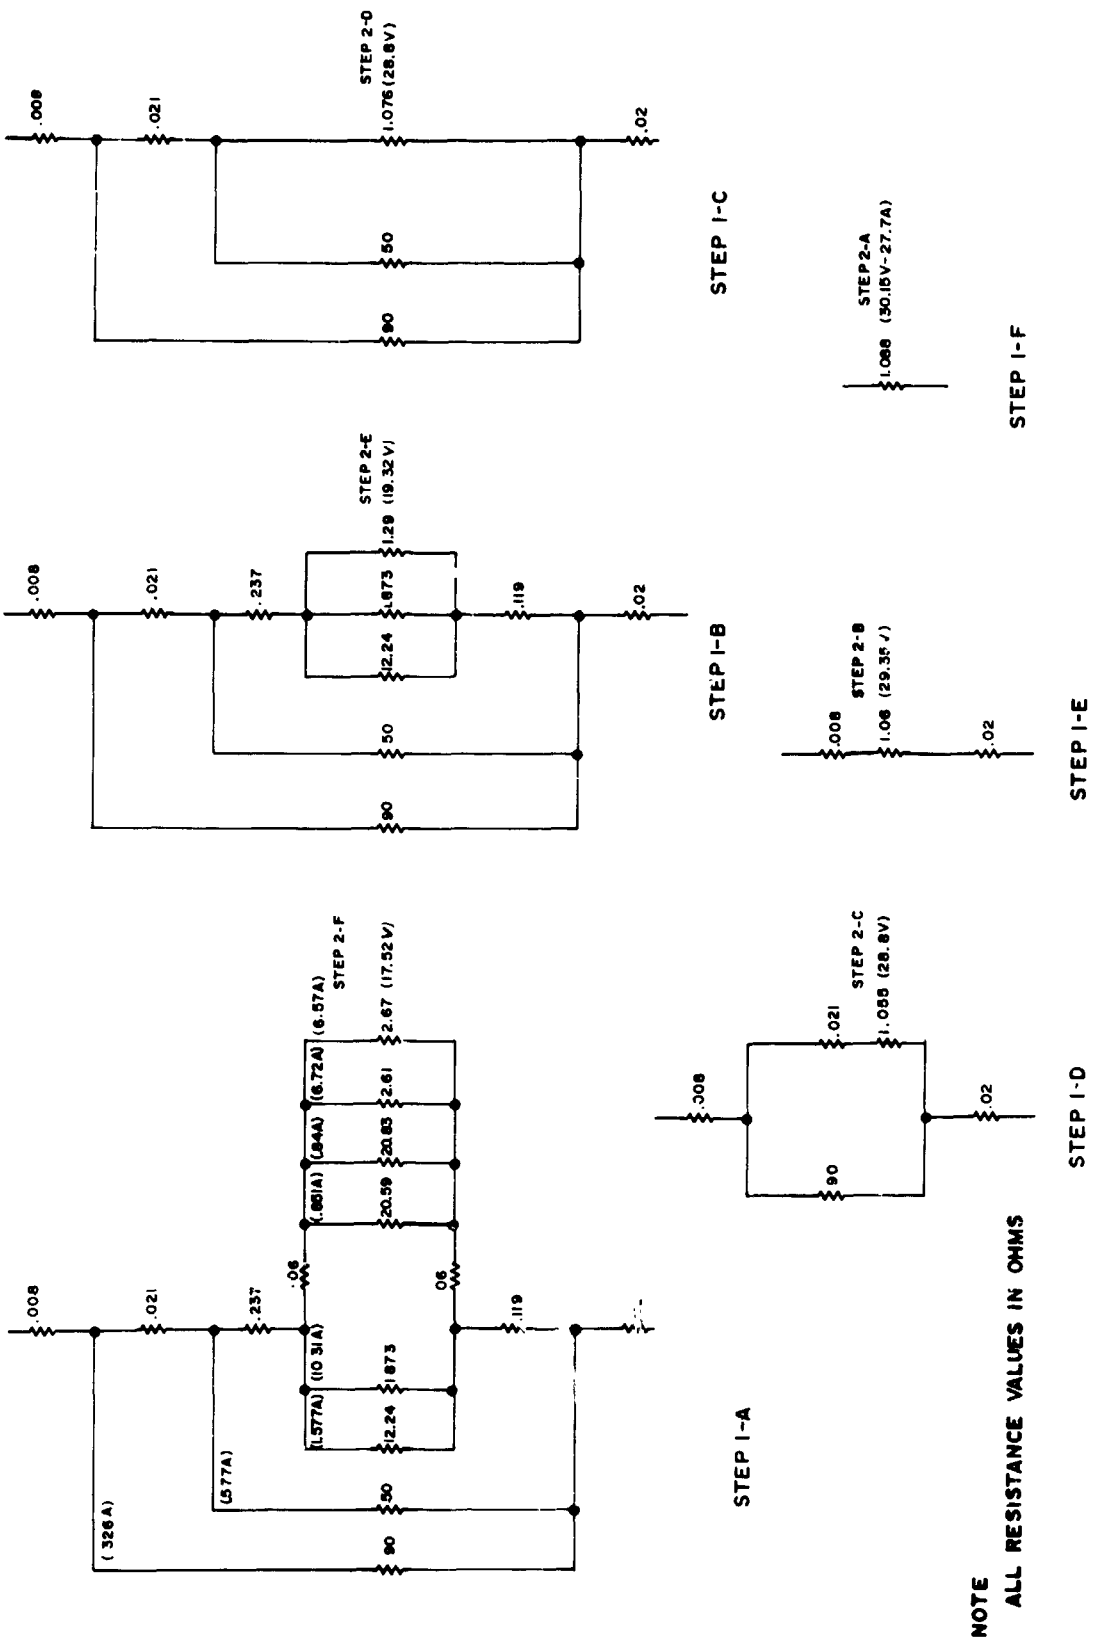 .008
(.326A)
.021
(.577A)
.237
(1.577A)
(10 31A)
.06
(.851A)
(.84A)
(6.72A)
(6.57A)
STEP 2-F
90
50
12.24
1.873
20.59
20.83
2.61
2.67 (17.52V)
06
.119
STEP 1-A
.008
.021
.237
STEP 2-E
90
50
12.24
1.873
1.29 (19.32V)
.119
.02
STEP 1-B
.008
.021
STEP 2-D
90
50
1.076 (28.8V)
.02
STEP 1-C
.008
90
.021
STEP 2-C
1.055 (28.8V)
.02
STEP 1-D
.008
STEP 2-B
1.06 (29.35V)
.02
STEP 1-E
STEP 2-A
1.088 (30.15V-27.7A)
STEP 1-F
NOTE
ALL RESISTANCE VALUES IN OHMS